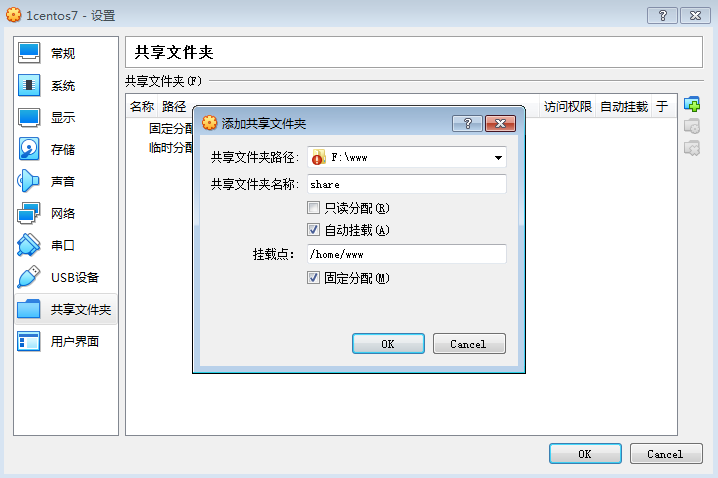 1centos7 - 设置
常规
系统
显示
存储
声音
网络
串口
USB设备
共享文件夹
用户界面
共享文件夹
共享文件夹(F)
名称 路径 访问权限 自动挂载 于
固定分配
临时分配
添加共享文件夹
共享文件夹路径: F:\www
共享文件夹名称: share
只读分配(R)
自动挂载(A)
挂载点: /home/www
固定分配(M)
OK Cancel
OK Cancel